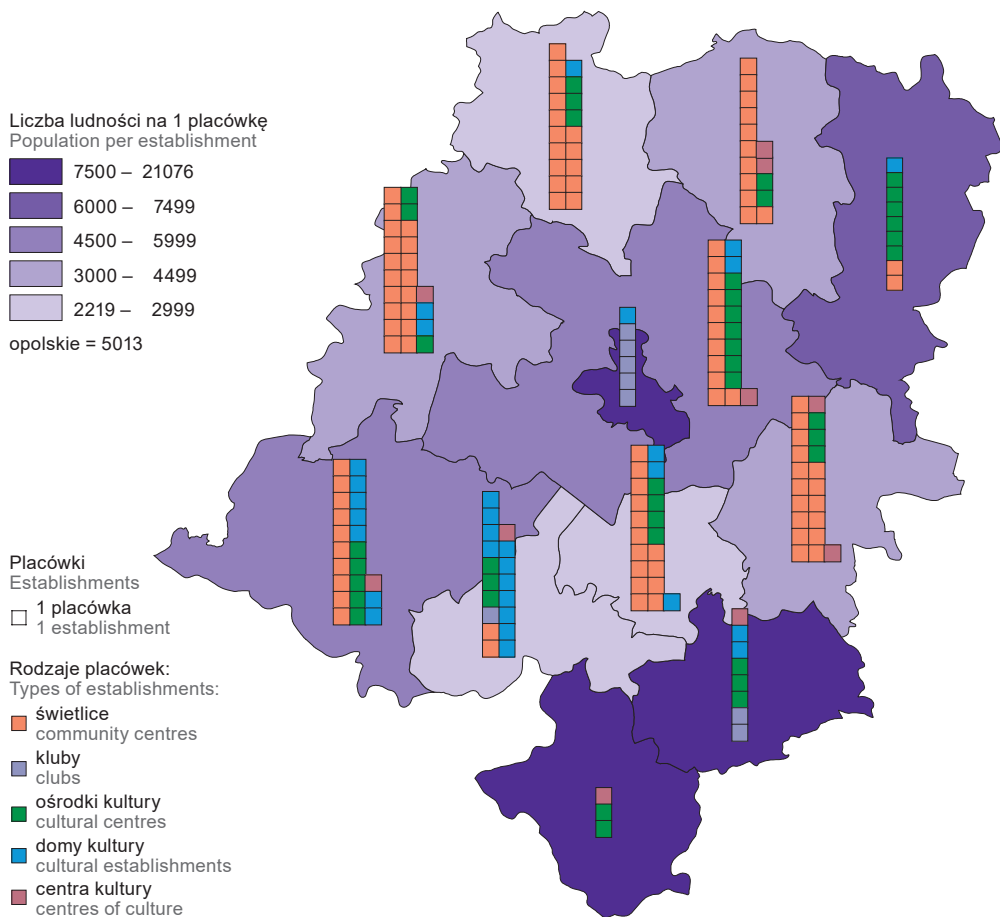 Liczba ludności na 1 placówkę
Population per establishment
7500 – 21076
6000 – 7499
4500 – 5999
3000 – 4499
2219 – 2999
opolskie = 5013
Placówki
Establishments
1 placówka
1 establishment
Rodzaje placówek:
Types of establishments:
świetlice
community centres
kluby
clubs
ośrodki kultury
cultural centres
domy kultury
cultural establishments
centra kultury
centres of culture